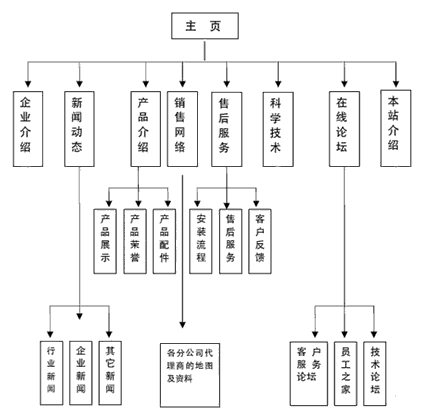 主 页
企业介绍
新闻动态
产品介绍
销售网络
售后服务
科学技术
在线论坛
本站介绍
产品展示
产品荣誉
产品配件
安装流程
售后服务
客户反馈
行业新闻
企业新闻
其它新闻
各分公司代
理商的地图
及资料
客户
服务
论坛
员工之家
技术论坛